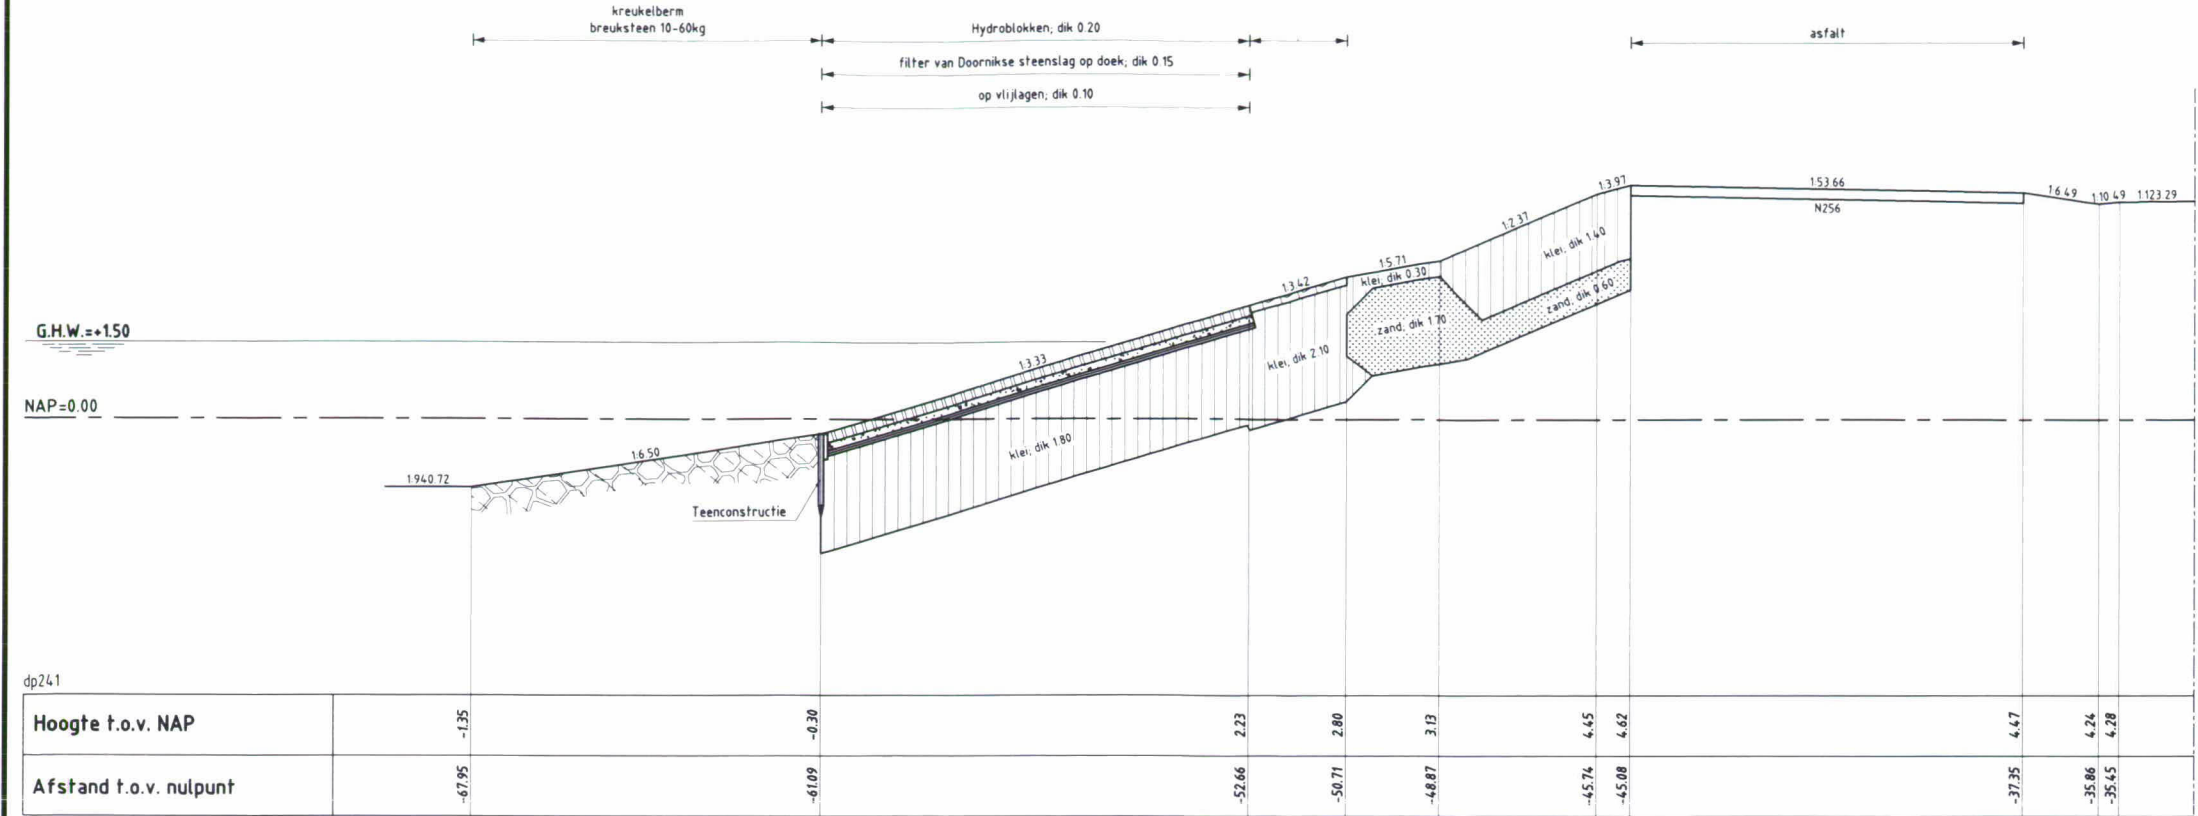 kreukelberm
breuksteen 10-60kg
Hydroblokken; dik 0.20
asfalt
filter van Doornikse steenslag op doek; dik 0.15
op vlijlagen; dik 0.10
1:3.97
1:53.66
1:6.49
1:10.49
1:123.29
N256
1:2.37
klei, dik 1.40
1:5.71
klei, dik 0.30
1:3.42
zand, dik 0.60
G.H.W.=+1.50
zand, dik 1.70
1:3.33
klei, dik 2.10
NAP=0.00
klei, dik 1.80
1:6.50
1:940.72
Teenconstructie
dp241
Hoogte t.o.v. NAP -1.35 -0.30 2.23 2.80 3.13 4.45 4.62 4.47 4.24 4.28
Afstand t.o.v. nulpunt -67.95 -61.09 -52.66 -50.71 -48.87 -45.74 -45.08 -37.35 -35.86 -35.45